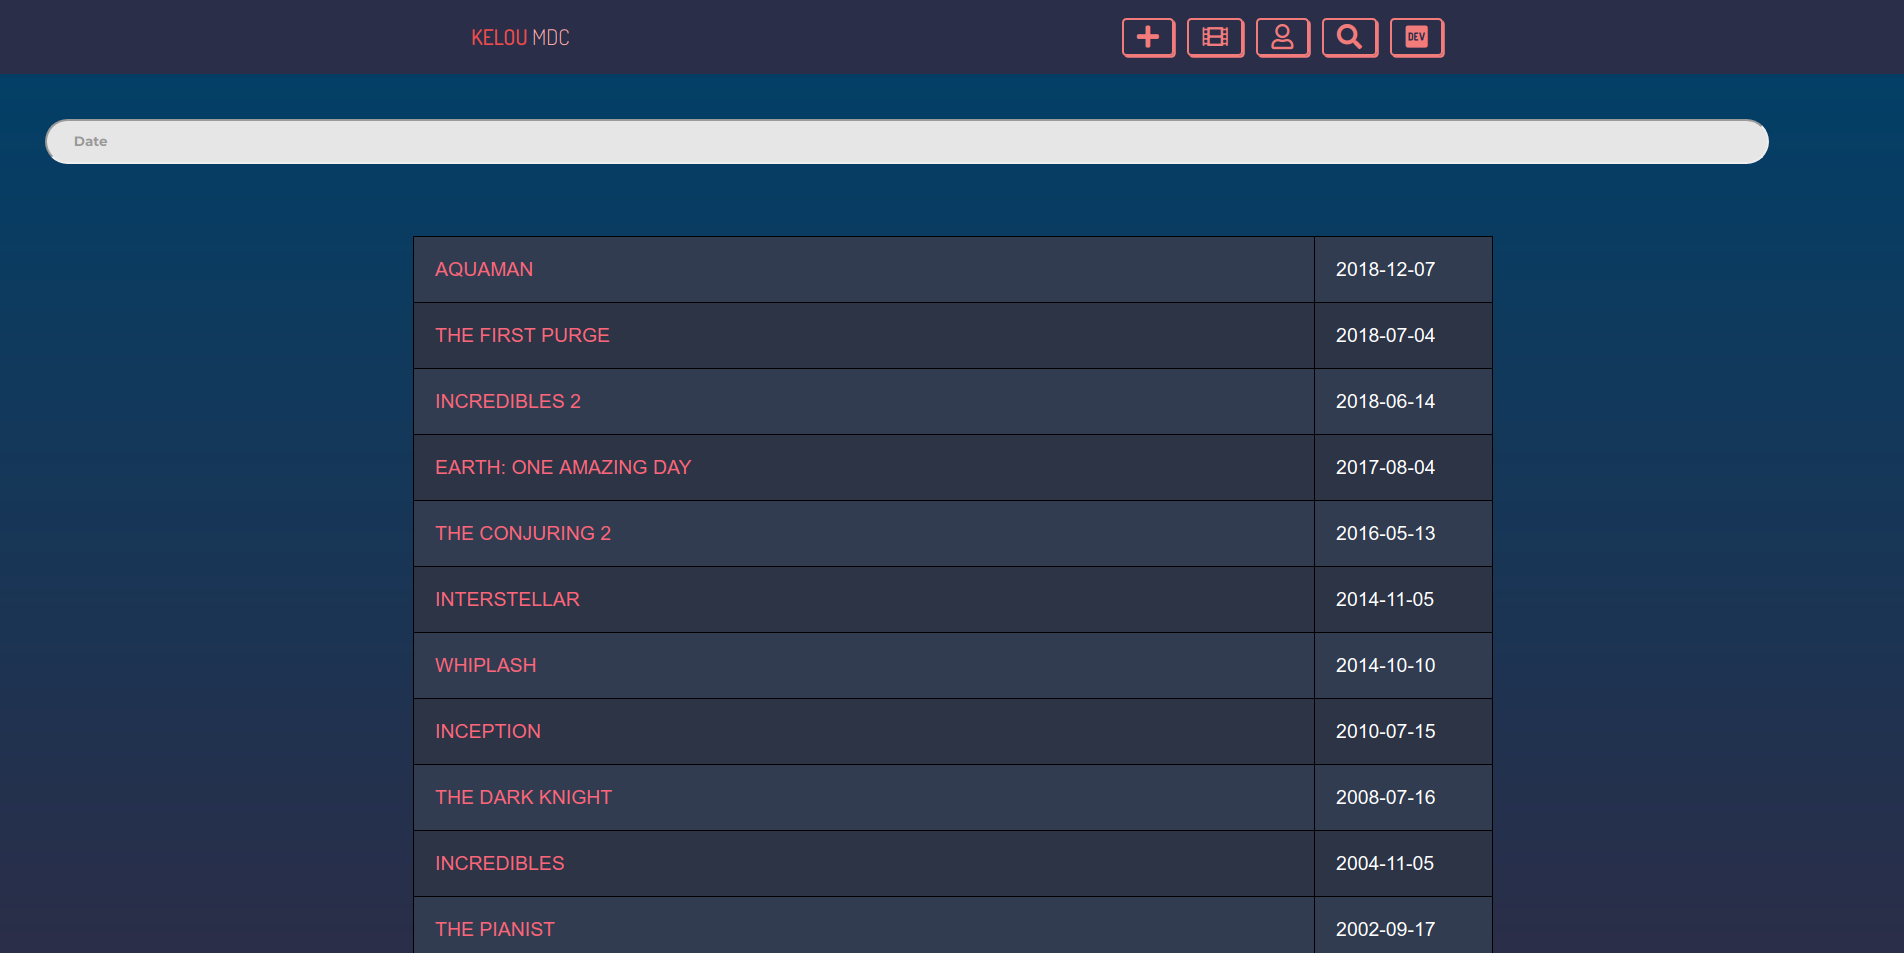 KELOU MDC
DEV
Date
AQUAMAN 2018-12-07
THE FIRST PURGE 2018-07-04
INCREDIBLES 2 2018-06-14
EARTH: ONE AMAZING DAY 2017-08-04
THE CONJURING 2 2016-05-13
INTERSTELLAR 2014-11-05
WHIPLASH 2014-10-10
INCEPTION 2010-07-15
THE DARK KNIGHT 2008-07-16
INCREDIBLES 2004-11-05
THE PIANIST 2002-09-17